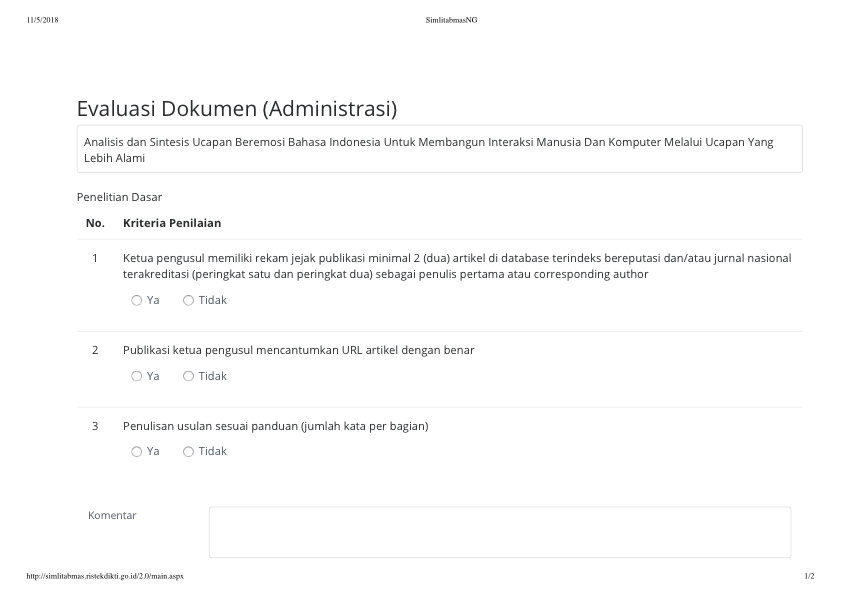 11/5/2018 SimlitabmasNG
Evaluasi Dokumen (Administrasi)
Analisis dan Sintesis Ucapan Beremosi Bahasa Indonesia Untuk Membangun Interaksi Manusia Dan Komputer Melalui Ucapan Yang
Lebih Alami
Penelitian Dasar
No. Kriteria Penilaian
1 Ketua pengusul memiliki rekam jejak publikasi minimal 2 (dua) artikel di database terindeks bereputasi dan/atau jurnal nasional
terakreditasi (peringkat satu dan peringkat dua) sebagai penulis pertama atau corresponding author
Ya Tidak
2 Publikasi ketua pengusul mencantumkan URL artikel dengan benar
Ya Tidak
3 Penulisan usulan sesuai panduan (jumlah kata per bagian)
Ya Tidak
Komentar
http://simlitabmas.ristekdikti.go.id/2.0/main.aspx 1/2